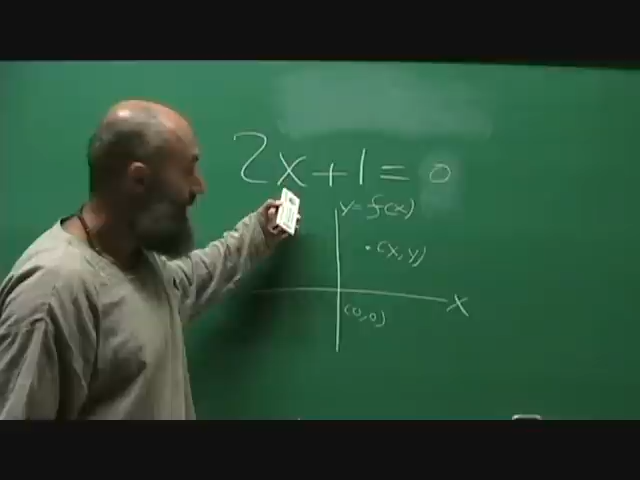 2x+1=0
y=f(x)
(x,y)
x
(0,0)